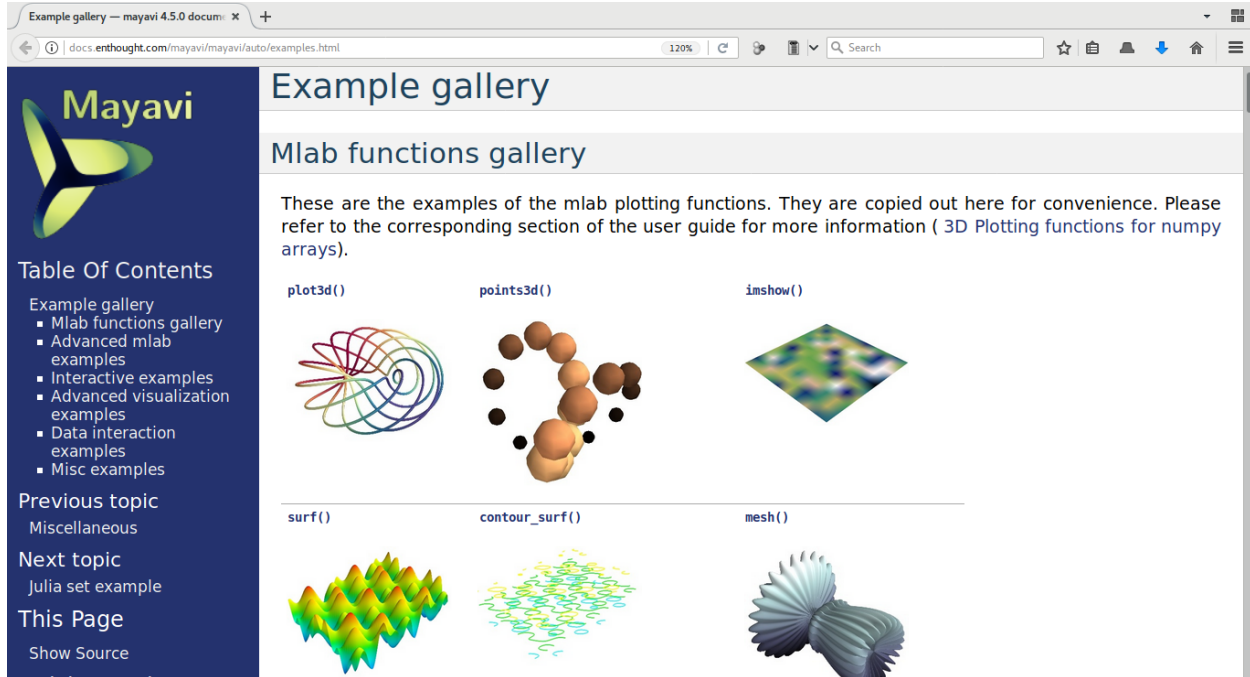 Example gallery — mayavi 4.5.0 docum
docs.enthought.com/mayavi/mayavi/auto/examples.html
120%
Search
Mayavi
Table Of Contents
Example gallery
Mlab functions gallery
Advanced mlab
examples
Interactive examples
Advanced visualization
examples
Data interaction
examples
Misc examples
Previous topic
Miscellaneous
Next topic
Julia set example
This Page
Show Source
Example gallery
Mlab functions gallery
These are the examples of the mlab plotting functions. They are copied out here for convenience. Please
refer to the corresponding section of the user guide for more information ( 3D Plotting functions for numpy
arrays).
plot3d()
points3d()
imshow()
surf()
contour_surf()
mesh()